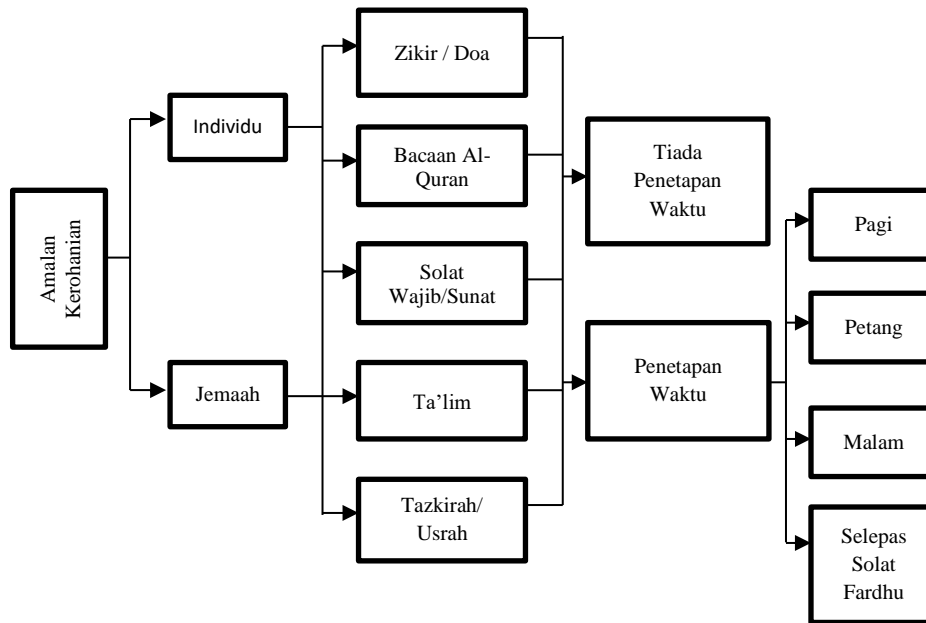 Amalan
Kerohanian
Individu
Jemaah
Zikir / Doa
Bacaan Al-
Quran
Solat
Wajib/Sunat
Ta’lim
Tazkirah/
Usrah
Tiada
Penetapan
Waktu
Penetapan
Waktu
Pagi
Petang
Malam
Selepas
Solat
Fardhu